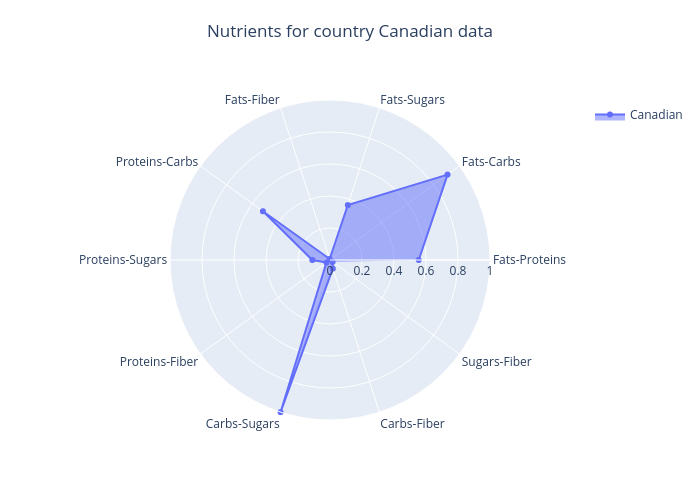 Nutrients for country Canadian data
Fats-Fiber
Fats-Sugars
Canadian
Proteins-Carbs
Fats-Carbs
Proteins-Sugars
Fats-Proteins
0
0.2
0.4
0.6
0.8
1
Proteins-Fiber
Sugars-Fiber
Carbs-Sugars
Carbs-Fiber